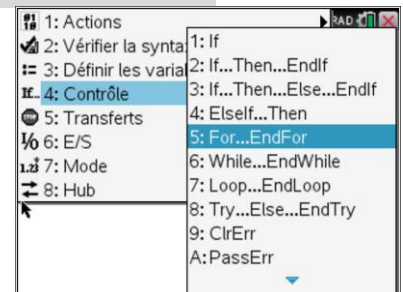 1: Actions
2: Vérifier la synta
3: Définir les varial
4: Contrôle
5: Transferts
6: E/S
7: Mode
8: Hub
RAD
1: If
2: If...Then...EndIf
3: If...Then...Else...EndIf
4: ElseIf...Then
5: For...EndFor
6: While...EndWhile
7: Loop...EndLoop
8: Try...Else...EndTry
9: ClrErr
A: PassErr